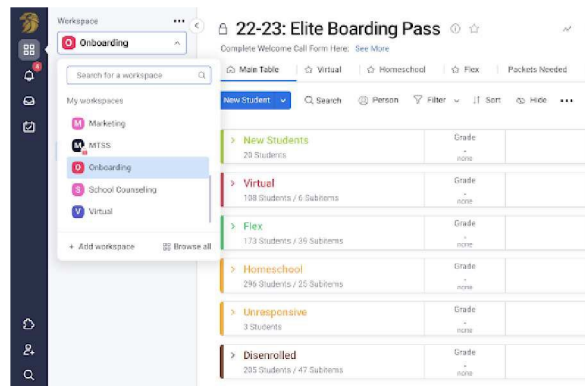 Workspace
Onboarding
Search for a workspace
My workspaces
M Marketing
M MTSS
O Onboarding
S School Counseling
V Virtual
+ Add workspace
Browse all
22-23: Elite Boarding Pass
Complete Welcome Call Form Here: See More
Main Table
Virtual
Homeschool
Flex
Packets Needed
New Student
Search
Person
Filter
Sort
Hide
New Students
20 Students
Grade
-
none
Virtual
108 Students / 6 Subitems
Grade
-
none
Flex
173 Students / 39 Subitems
Grade
-
none
Homeschool
296 Students / 25 Subitems
Grade
-
none
Unresponsive
3 Students
Grade
-
none
Disenrolled
205 Students / 47 Subitems
Grade
-
none